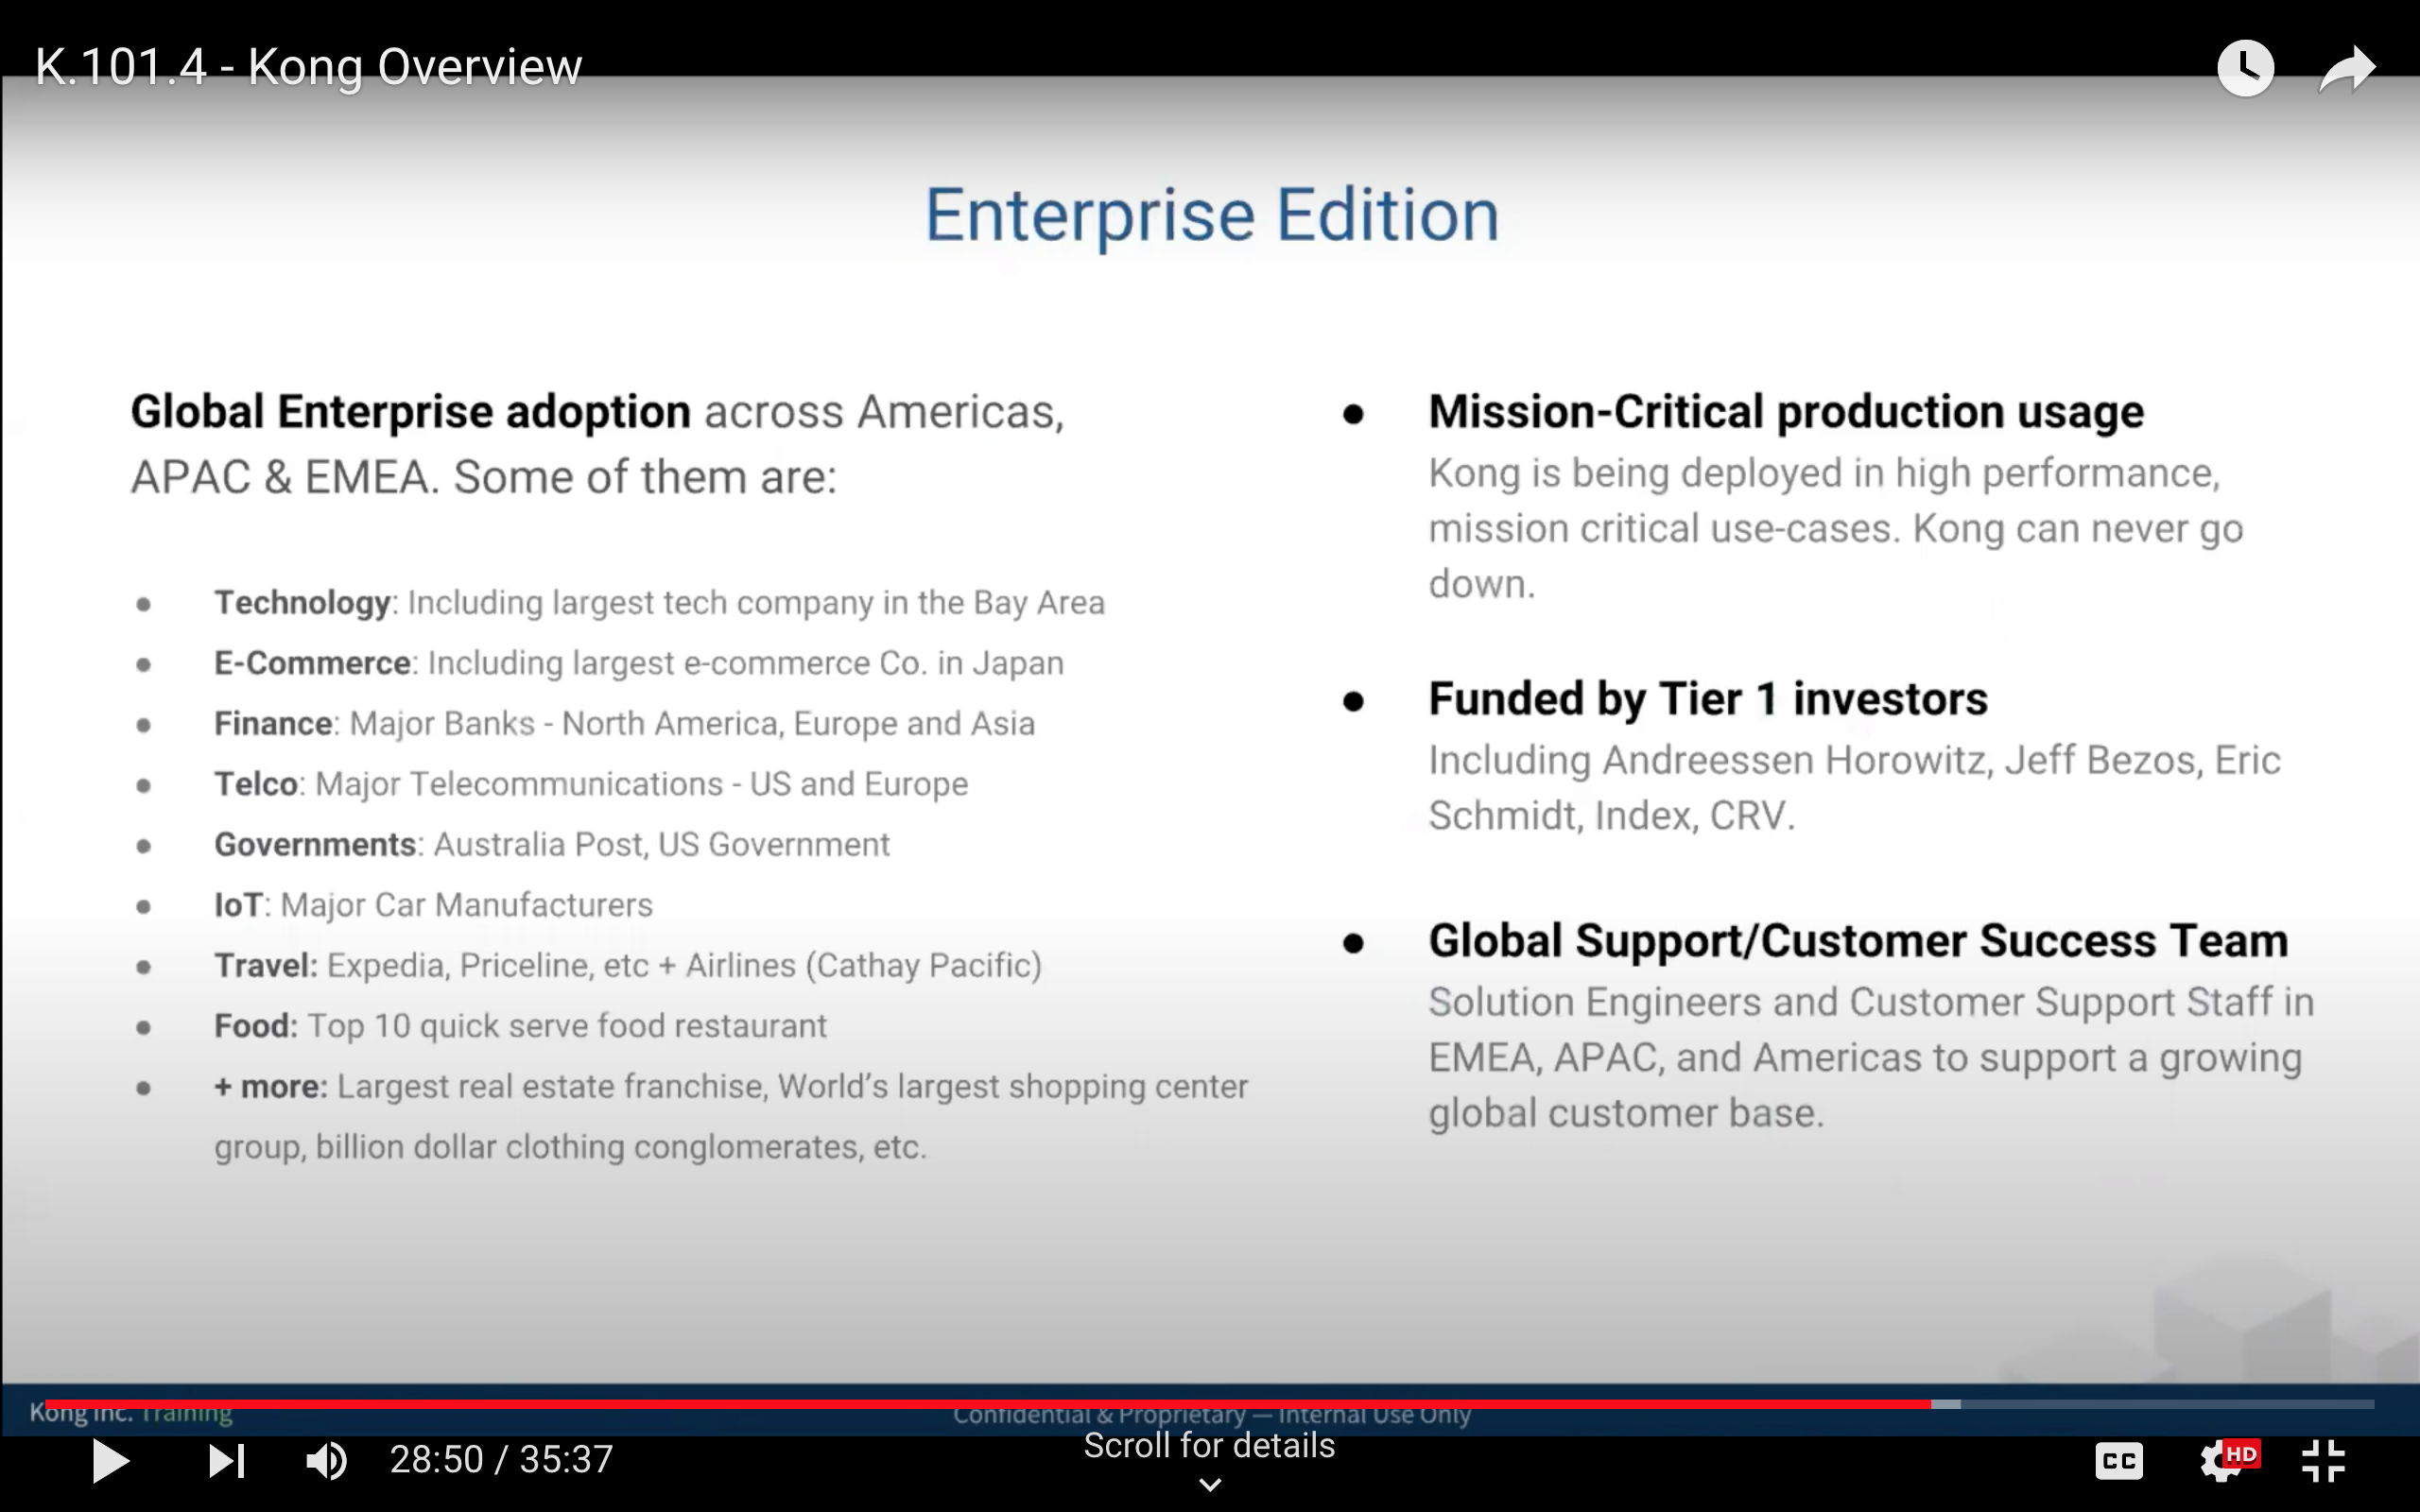 K.101.4 - Kong Overview
Enterprise Edition
Global Enterprise adoption across Americas,
APAC & EMEA. Some of them are:
● Technology: Including largest tech company in the Bay Area
● E-Commerce: Including largest e-commerce Co. in Japan
● Finance: Major Banks - North America, Europe and Asia
● Telco: Major Telecommunications - US and Europe
● Governments: Australia Post, US Government
● IoT: Major Car Manufacturers
● Travel: Expedia, Priceline, etc + Airlines (Cathay Pacific)
● Food: Top 10 quick serve food restaurant
● + more: Largest real estate franchise, World's largest shopping center
group, billion dollar clothing conglomerates, etc.
● Mission-Critical production usage
Kong is being deployed in high performance,
mission critical use-cases. Kong can never go
down.
● Funded by Tier 1 investors
Including Andreessen Horowitz, Jeff Bezos, Eric
Schmidt, Index, CRV.
● Global Support/Customer Success Team
Solution Engineers and Customer Support Staff in
EMEA, APAC, and Americas to support a growing
global customer base.
Kong Inc. Training
Confidential & Proprietary — Internal Use Only
28:50 / 35:37
Scroll for details
CC
HD